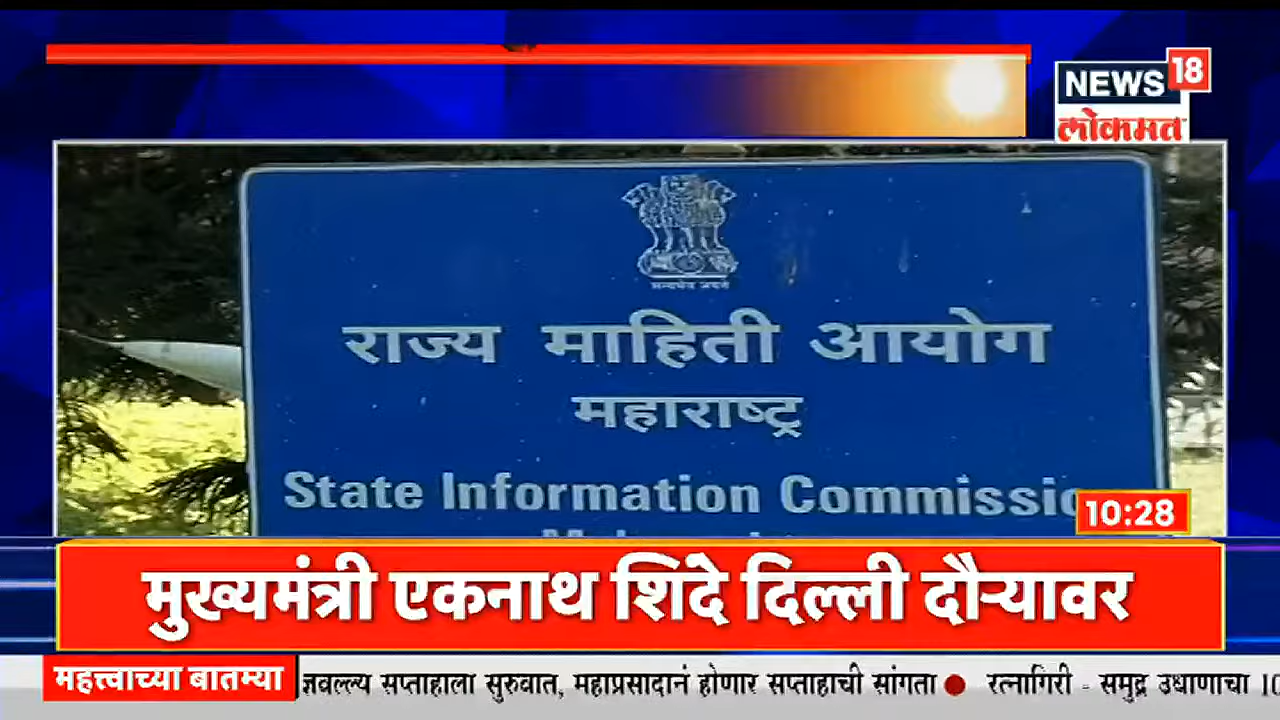 NEWS 18
लोकमत
सत्यमेव जयते
राज्य माहिती आयोग
महाराष्ट्र
State Information Commissio
10:28
मुख्यमंत्री एकनाथ शिंदे दिल्ली दौऱ्यावर
महत्त्वाच्या बातम्या
सप्ताहाला सुरुवात, महाप्रसादानं होणार सप्ताहाची सांगता ● रत्नागिरी - समुद्र उधाणाचा